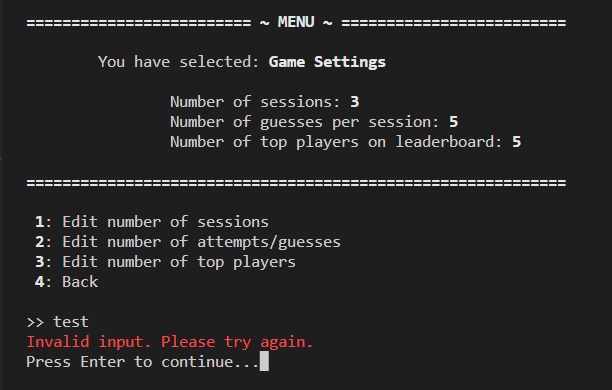 ========================= ~ MENU ~ =========================
You have selected: Game Settings
Number of sessions: 3
Number of guesses per session: 5
Number of top players on leaderboard: 5
============================================================
1: Edit number of sessions
2: Edit number of attempts/guesses
3: Edit number of top players
4: Back
>> test
Invalid input. Please try again.
Press Enter to continue...